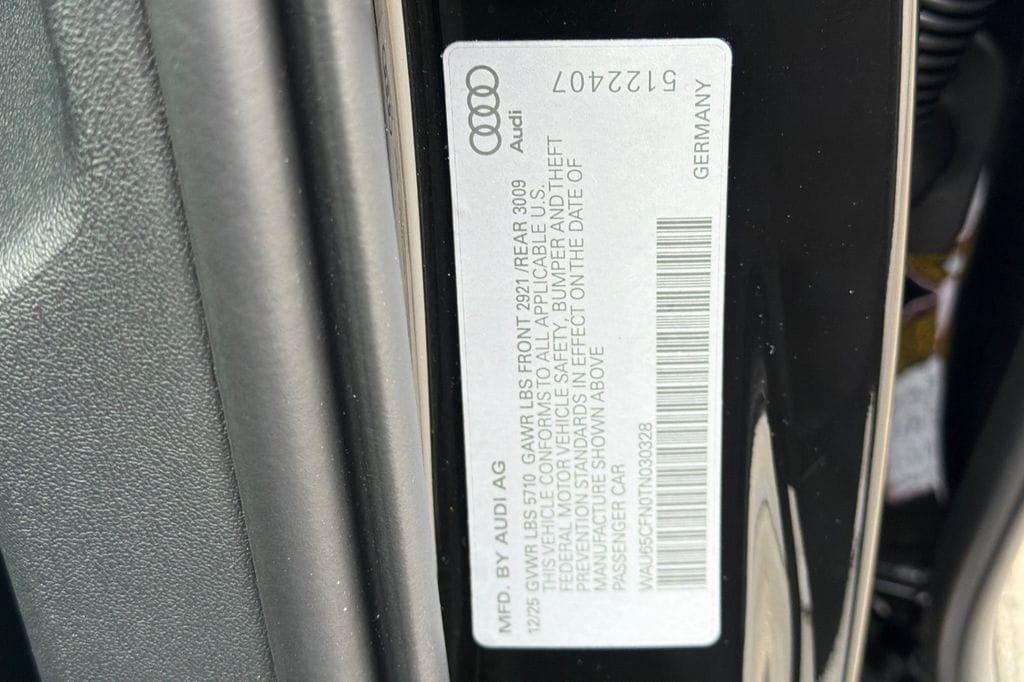 Audi
5122407
MFD. BY AUDI AG
12/25 GVWR LBS 5710 GAWR LBS FRONT 2921 /REAR 3009
THIS VEHICLE CONFORMS TO ALL APPLICABLE U.S.
FEDERAL MOTOR VEHICLE SAFETY, BUMPER AND THEFT
PREVENTION STANDARDS IN EFFECT ON THE DATE OF
MANUFACTURE SHOWN ABOVE
PASSENGER CAR
WAU65CFN0TN030328
GERMANY